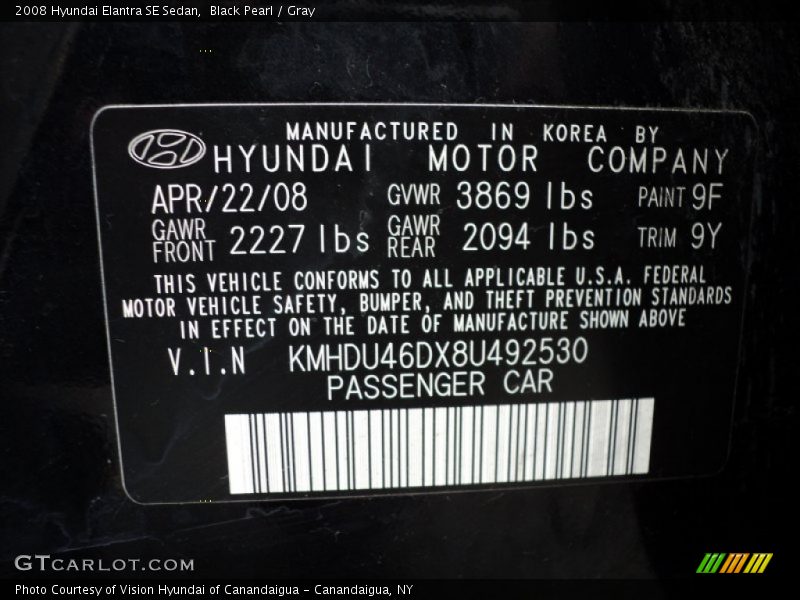 2008 Hyundai Elantra SE Sedan, Black Pearl / Gray
MANUFACTURED IN KOREA BY
HYUNDAI MOTOR COMPANY
APR/22/08 GVWR 3869 lbs PAINT 9F
GAWR FRONT 2227 lbs GAWR REAR 2094 lbs TRIM 9Y
THIS VEHICLE CONFORMS TO ALL APPLICABLE U.S.A. FEDERAL
MOTOR VEHICLE SAFETY, BUMPER, AND THEFT PREVENTION STANDARDS
IN EFFECT ON THE DATE OF MANUFACTURE SHOWN ABOVE
V.I.N KMHDU46DX8U492530
PASSENGER CAR
GTCARLOT.COM
Photo Courtesy of Vision Hyundai of Canandaigua - Canandaigua, NY